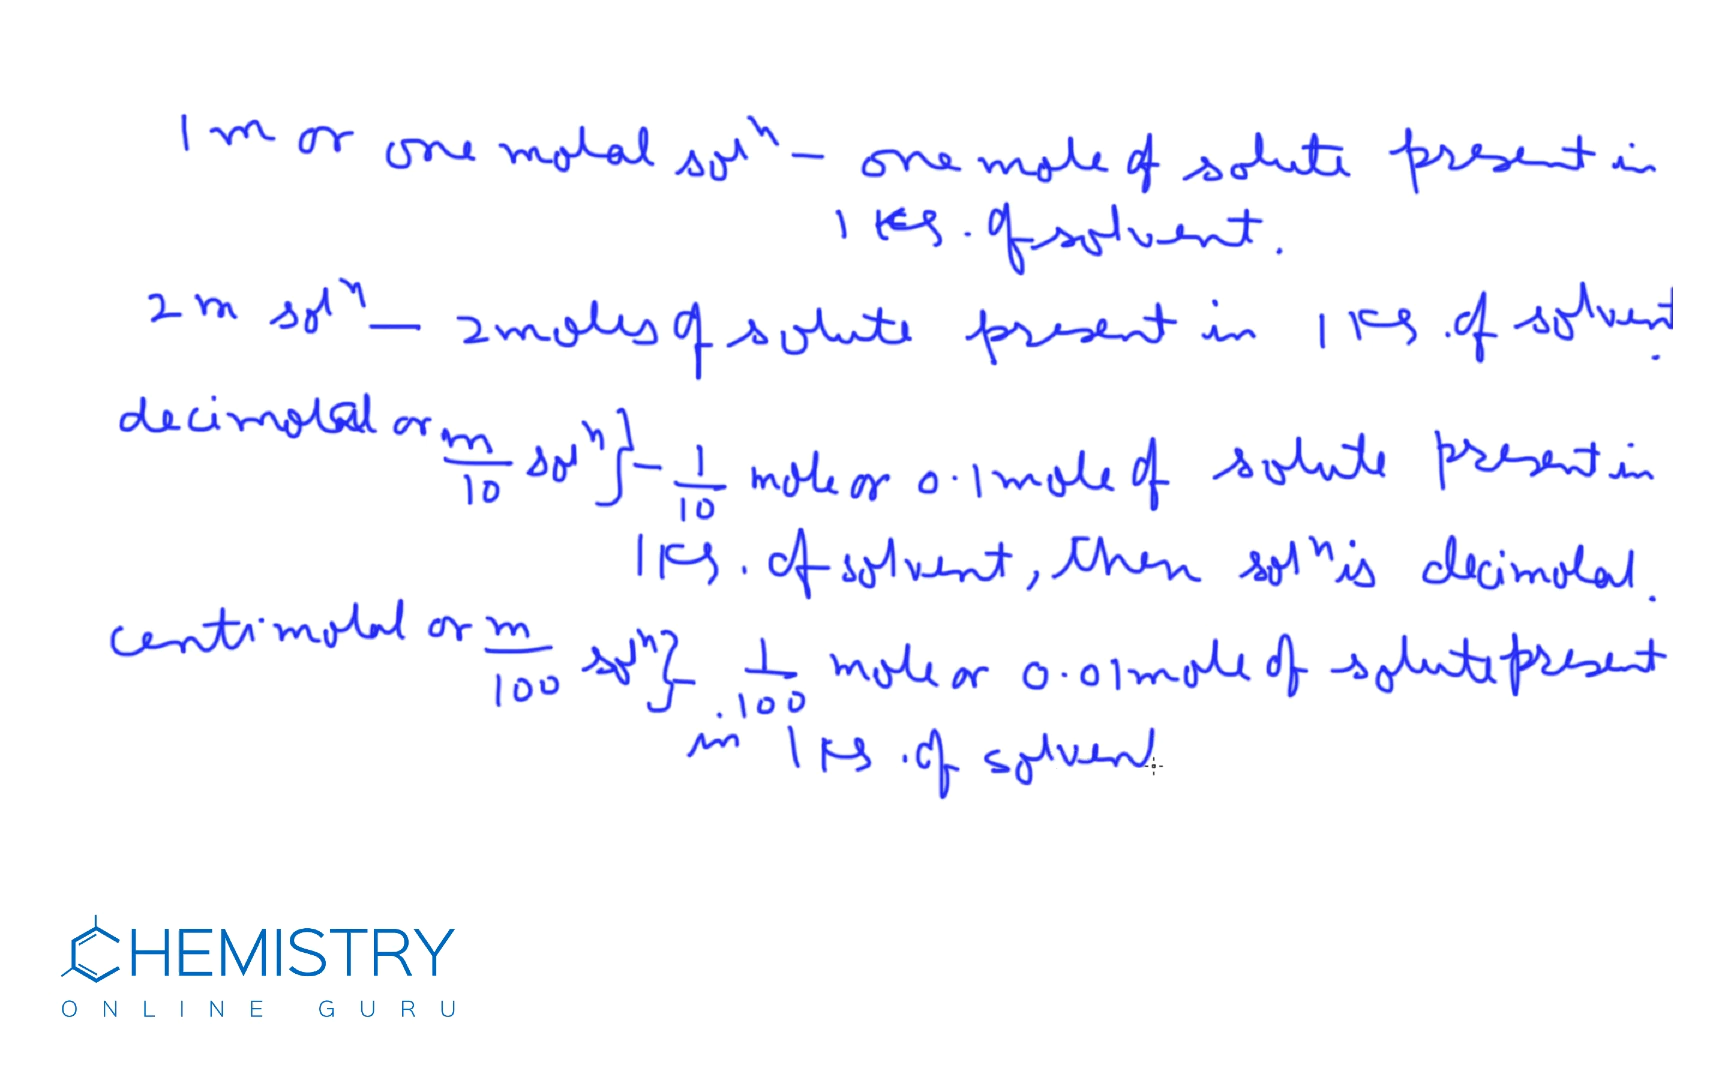 1 m or one molal solⁿ – one mole of solute present in
1 Kg. of solvent.
2 m solⁿ – 2 moles of solute present in 1 Kg. of solvent.
decimolal or m/10 solⁿ} – 1/10 mole or 0.1 mole of solute present in
1 Kg. of solvent, then solⁿ is decimolal.
centimolal or m/100 solⁿ} – 1/100 mole or 0.01 mole of solute present
in 1 Kg. of solvent
CHEMISTRY
ONLINE GURU